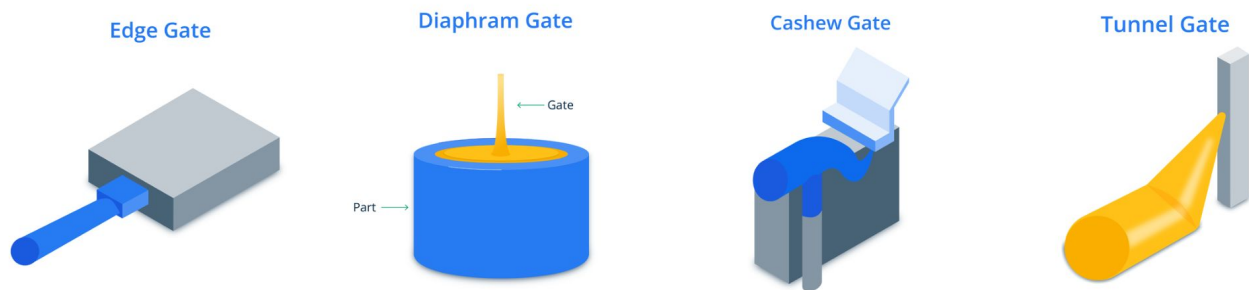 Edge Gate
Diaphram Gate
Cashew Gate
Tunnel Gate
Gate
Part